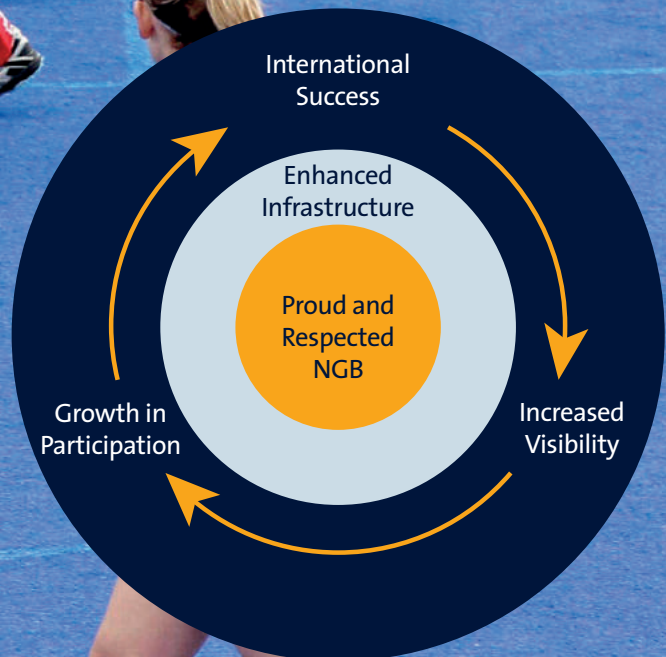 International
Success
Enhanced
Infrastructure
Proud and
Respected
NGB
Growth in
Participation
Increased
Visibility